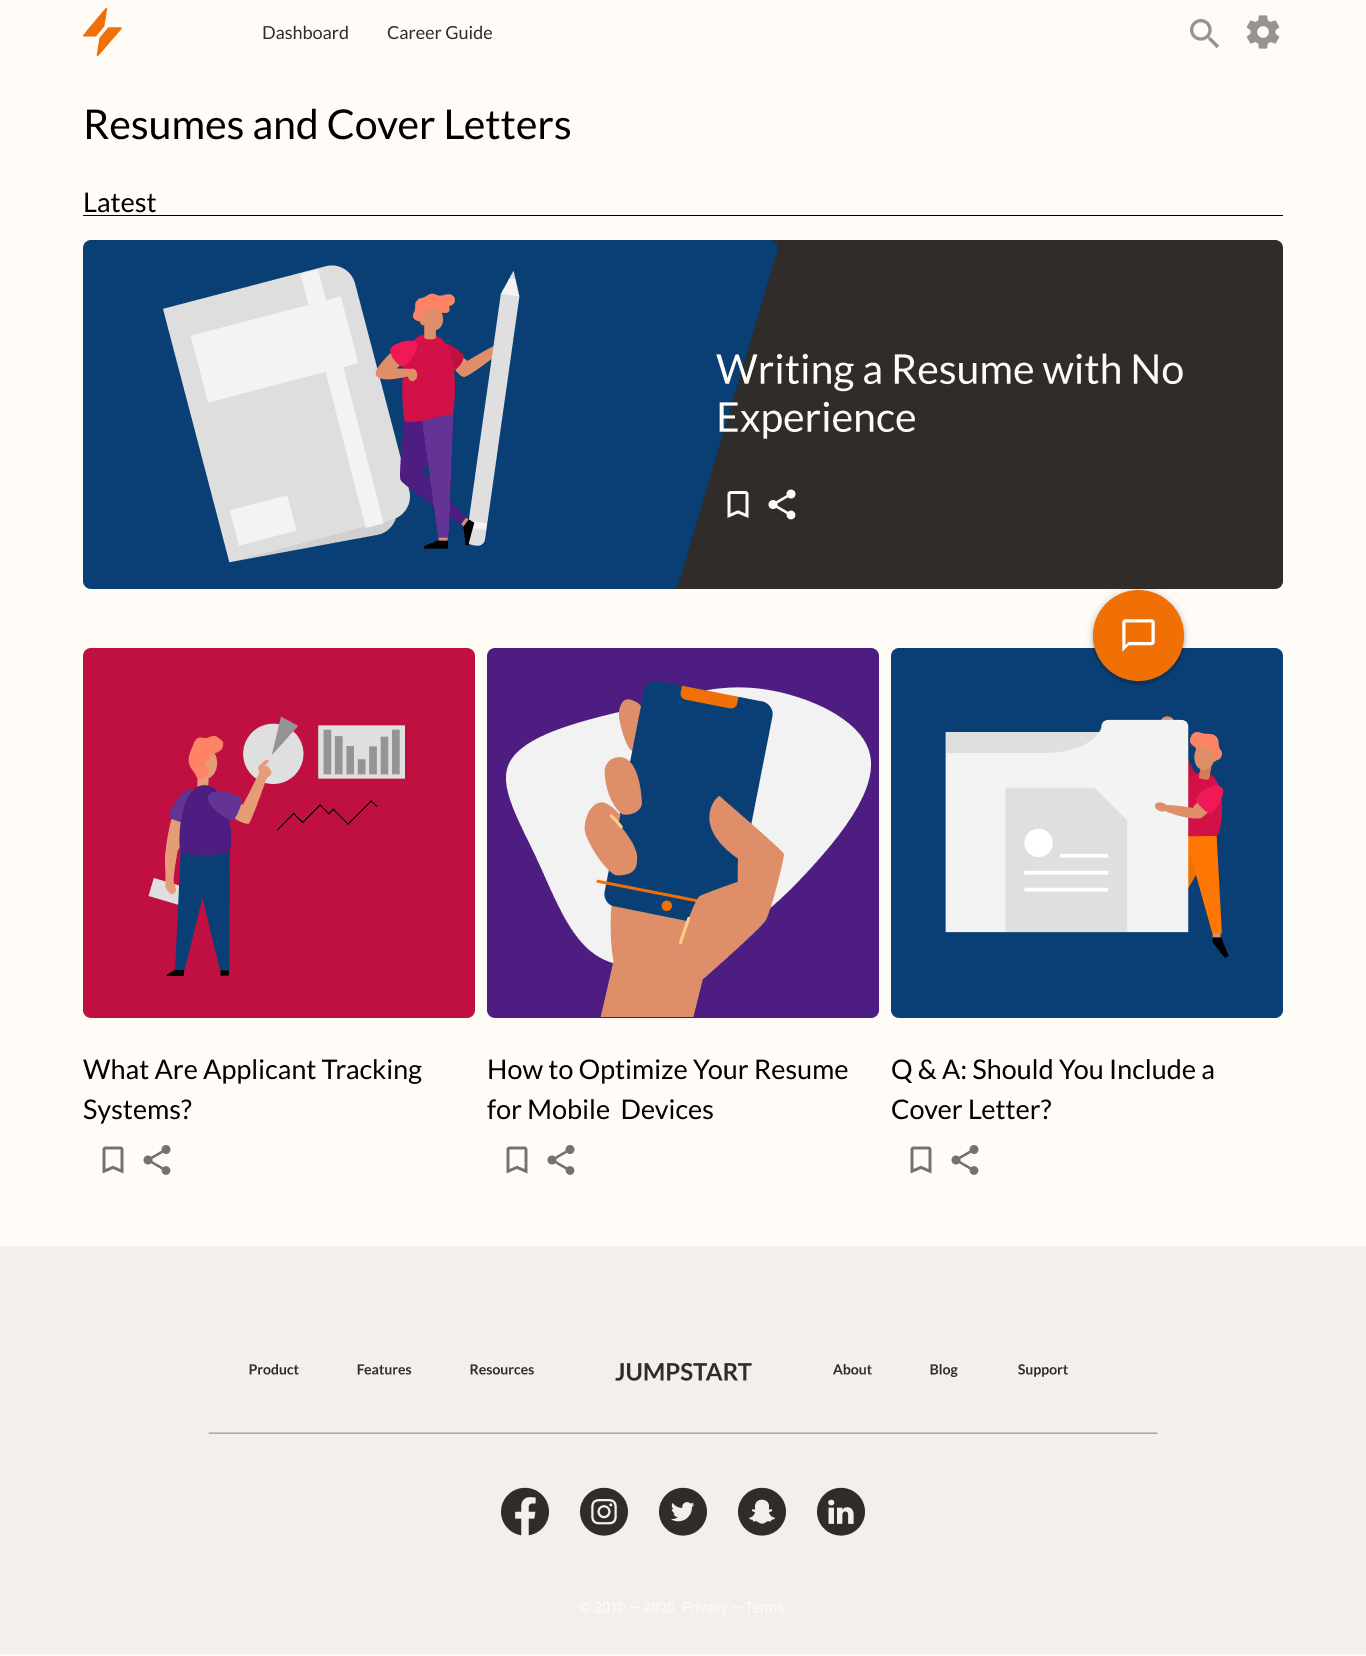 Dashboard Career Guide
Resumes and Cover Letters
Latest
Writing a Resume with No
Experience
What Are Applicant Tracking
Systems?
How to Optimize Your Resume
for Mobile Devices
Q & A: Should You Include a
Cover Letter?
Product Features Resources JUMPSTART About Blog Support
© 2010 — 2020 Privacy — Terms